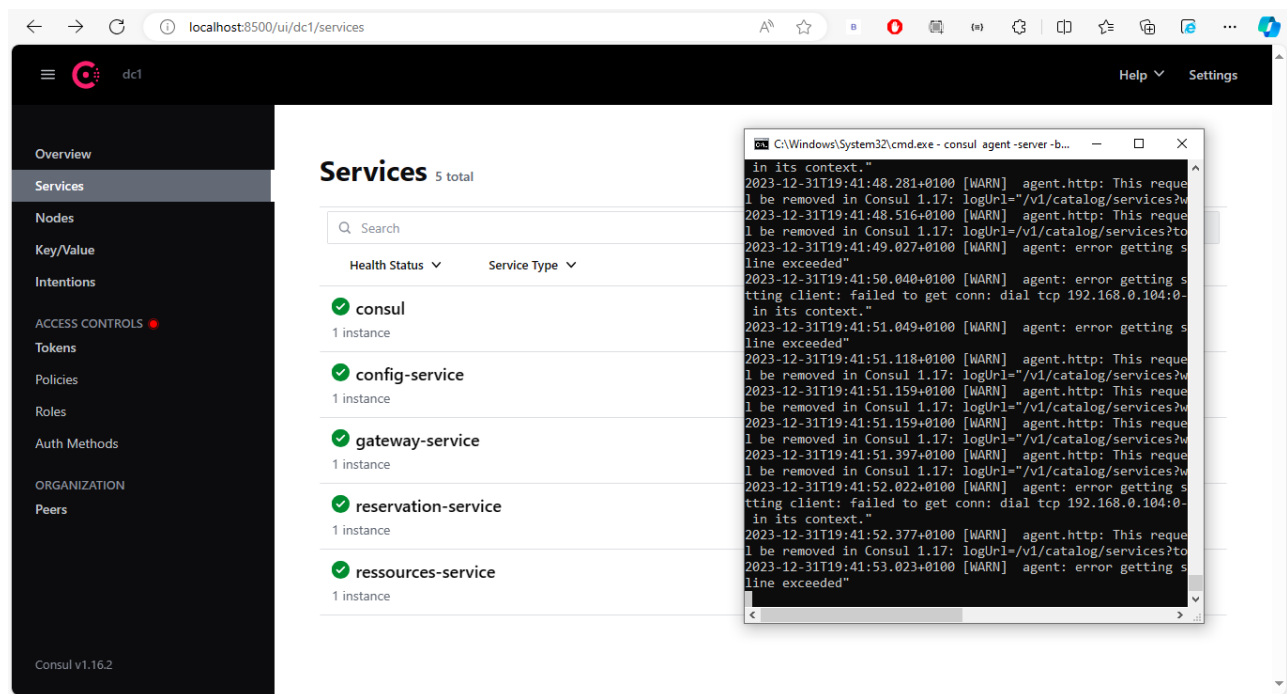 localhost:8500/ui/dc1/services
dc1
Help
Settings
Overview
Services
Nodes
Key/Value
Intentions
ACCESS CONTROLS
Tokens
Policies
Roles
Auth Methods
ORGANIZATION
Peers
Consul v1.16.2
Services 5 total
Search
Health Status
Service Type
consul
1 instance
config-service
1 instance
gateway-service
1 instance
reservation-service
1 instance
ressources-service
1 instance
C:\Windows\System32\cmd.exe - consul agent -server -b...
in its context."
2023-12-31T19:41:48.281+0100 [WARN] agent.http: This reque
l be removed in Consul 1.17: logUrl="/v1/catalog/services?w
2023-12-31T19:41:48.516+0100 [WARN] agent.http: This reque
l be removed in Consul 1.17: logUrl=/v1/catalog/services?to
2023-12-31T19:41:49.027+0100 [WARN] agent: error getting s
line exceeded"
2023-12-31T19:41:50.040+0100 [WARN] agent: error getting s
tting client: failed to get conn: dial tcp 192.168.0.104:0-
in its context."
2023-12-31T19:41:51.049+0100 [WARN] agent: error getting s
line exceeded"
2023-12-31T19:41:51.118+0100 [WARN] agent.http: This reque
l be removed in Consul 1.17: logUrl="/v1/catalog/services?w
2023-12-31T19:41:51.159+0100 [WARN] agent.http: This reque
l be removed in Consul 1.17: logUrl="/v1/catalog/services?w
2023-12-31T19:41:51.159+0100 [WARN] agent.http: This reque
l be removed in Consul 1.17: logUrl="/v1/catalog/services?w
2023-12-31T19:41:51.397+0100 [WARN] agent.http: This reque
l be removed in Consul 1.17: logUrl="/v1/catalog/services?w
2023-12-31T19:41:52.022+0100 [WARN] agent: error getting s
tting client: failed to get conn: dial tcp 192.168.0.104:0-
in its context."
2023-12-31T19:41:52.377+0100 [WARN] agent.http: This reque
l be removed in Consul 1.17: logUrl=/v1/catalog/services?to
2023-12-31T19:41:53.023+0100 [WARN] agent: error getting s
line exceeded"